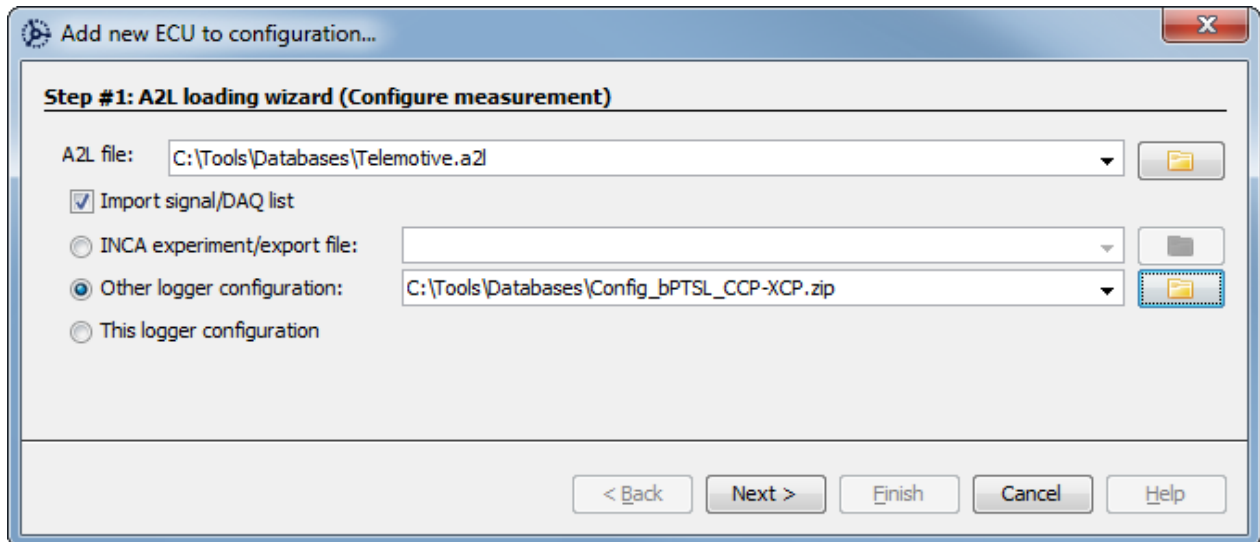 Add new ECU to configuration...
Step #1: A2L loading wizard (Configure measurement)
A2L file: C:\Tools\Databases\Telemotive.a2l
Import signal/DAQ list
INCA experiment/export file:
Other logger configuration: C:\Tools\Databases\Config_bPTSL_CCP-XCP.zip
This logger configuration
< Back Next > Finish Cancel Help